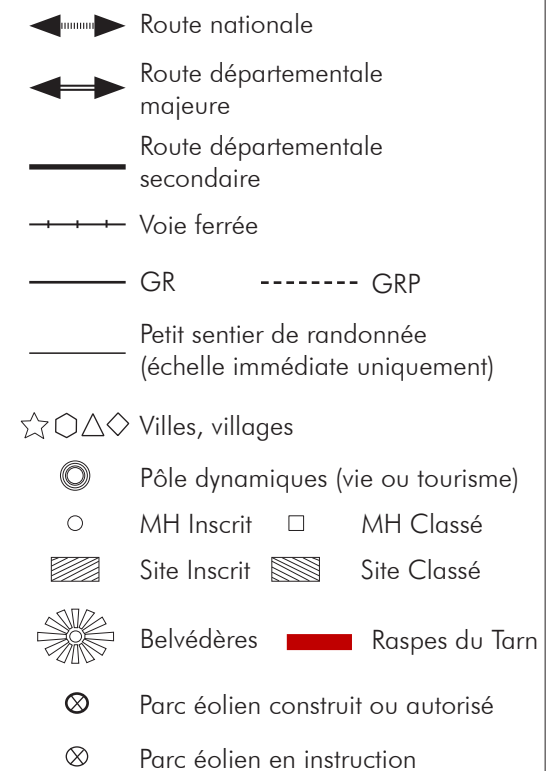 Route nationale
Route départementale
majeure
Route départementale
secondaire
Voie ferrée
GR GRP
Petit sentier de randonnée
(échelle immédiate uniquement)
Villes, villages
Pôle dynamiques (vie ou tourisme)
MH Inscrit MH Classé
Site Inscrit Site Classé
Belvédères Raspes du Tarn
Parc éolien construit ou autorisé
Parc éolien en instruction